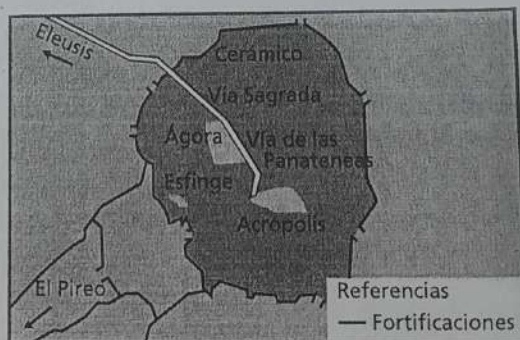 Eleusis
Cerámico
Vía Sagrada
Ágora
Vía de las
Panateneas
Esfinge
Acrópolis
El Pireo
Referencias
Fortificaciones